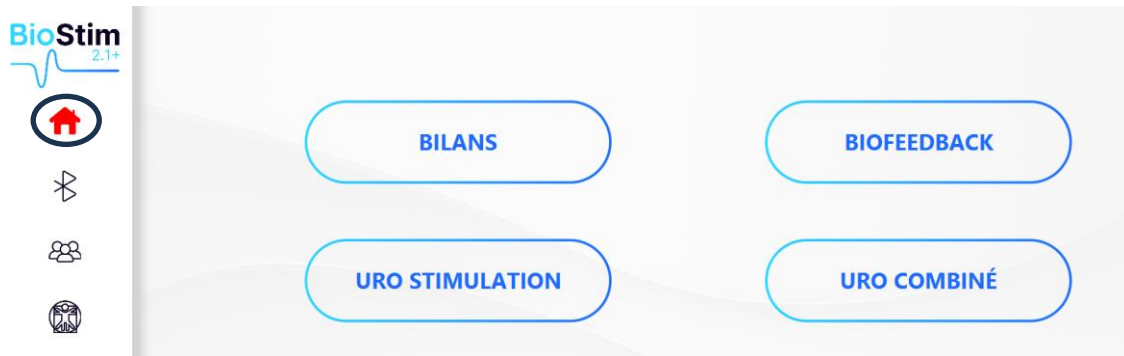 BioStim
2.1+
BILANS
BIOFEEDBACK
URO STIMULATION
URO COMBINÉ